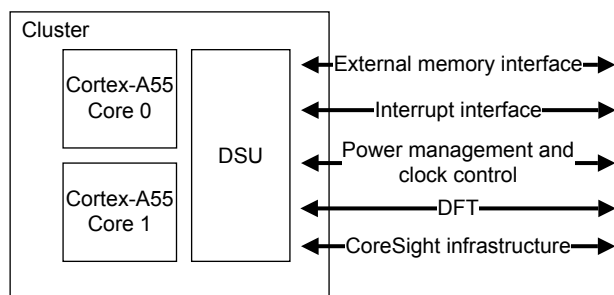 Cluster
Cortex-A55
Core 0
Cortex-A55
Core 1
DSU
External memory interface
Interrupt interface
Power management and
clock control
DFT
CoreSight infrastructure